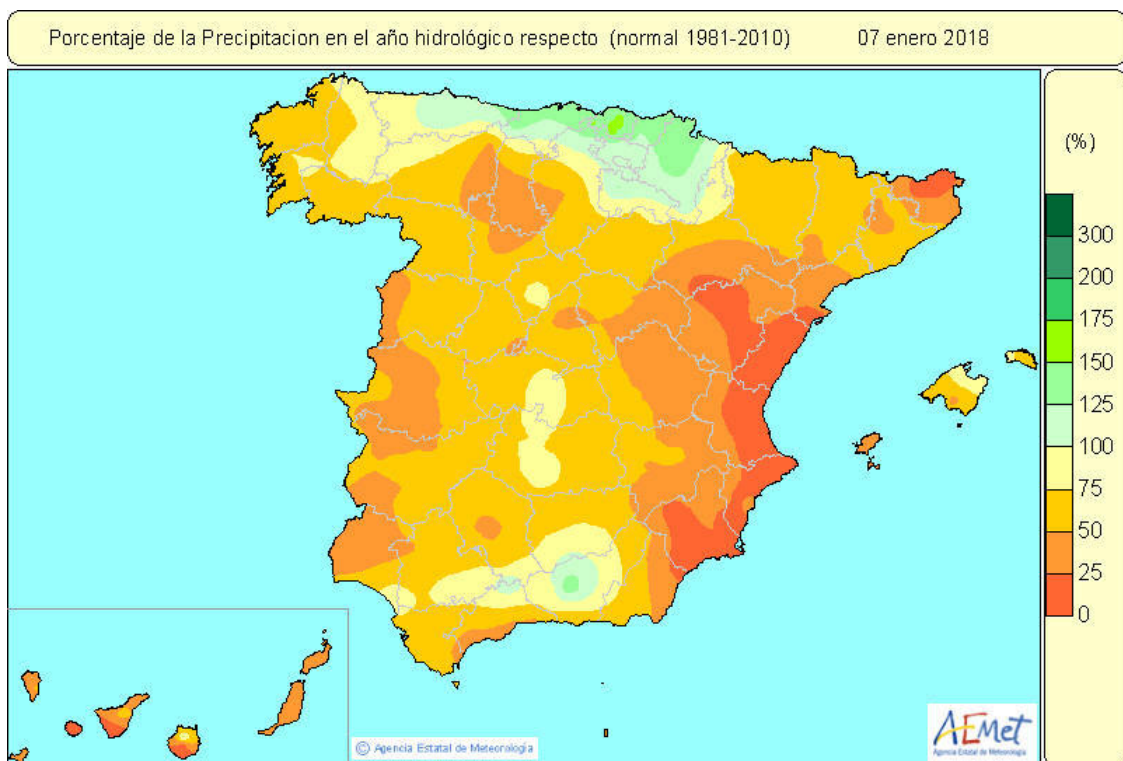 Porcentaje de la Precipitacion en el año hidrológico respecto (normal 1981-2010) 07 enero 2018
(%)
300
200
175
150
125
100
75
50
25
0
© Agencia Estatal de Meteorología
AEMet
Agencia Estatal de Meteorología